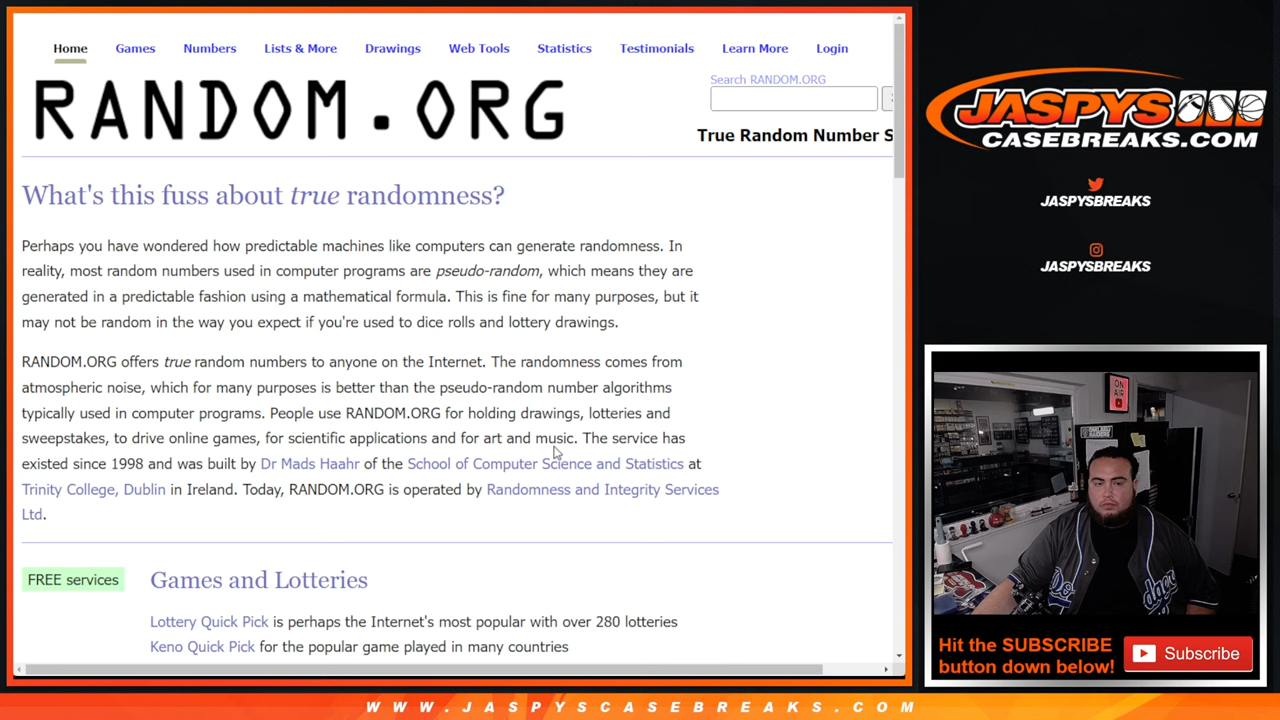 Home Games Numbers Lists & More Drawings Web Tools Statistics Testimonials Learn More Login
RANDOM.ORG
Search RANDOM.ORG
True Random Number S
What's this fuss about true randomness?
Perhaps you have wondered how predictable machines like computers can generate randomness. In
reality, most random numbers used in computer programs are pseudo-random, which means they are
generated in a predictable fashion using a mathematical formula. This is fine for many purposes, but it
may not be random in the way you expect if you're used to dice rolls and lottery drawings.
RANDOM.ORG offers true random numbers to anyone on the Internet. The randomness comes from
atmospheric noise, which for many purposes is better than the pseudo-random number algorithms
typically used in computer programs. People use RANDOM.ORG for holding drawings, lotteries and
sweepstakes, to drive online games, for scientific applications and for art and music. The service has
existed since 1998 and was built by Dr Mads Haahr of the School of Computer Science and Statistics at
Trinity College, Dublin in Ireland. Today, RANDOM.ORG is operated by Randomness and Integrity Services
Ltd.
FREE services
Games and Lotteries
Lottery Quick Pick is perhaps the Internet's most popular with over 280 lotteries
Keno Quick Pick for the popular game played in many countries
JASPYS
CASEBREAKS.COM
JASPYSBREAKS
JASPYSBREAKS
ON
AIR
Dodgers
Hit the SUBSCRIBE
button down below!
Subscribe
WWW.JASPYSCASEBREAKS.COM